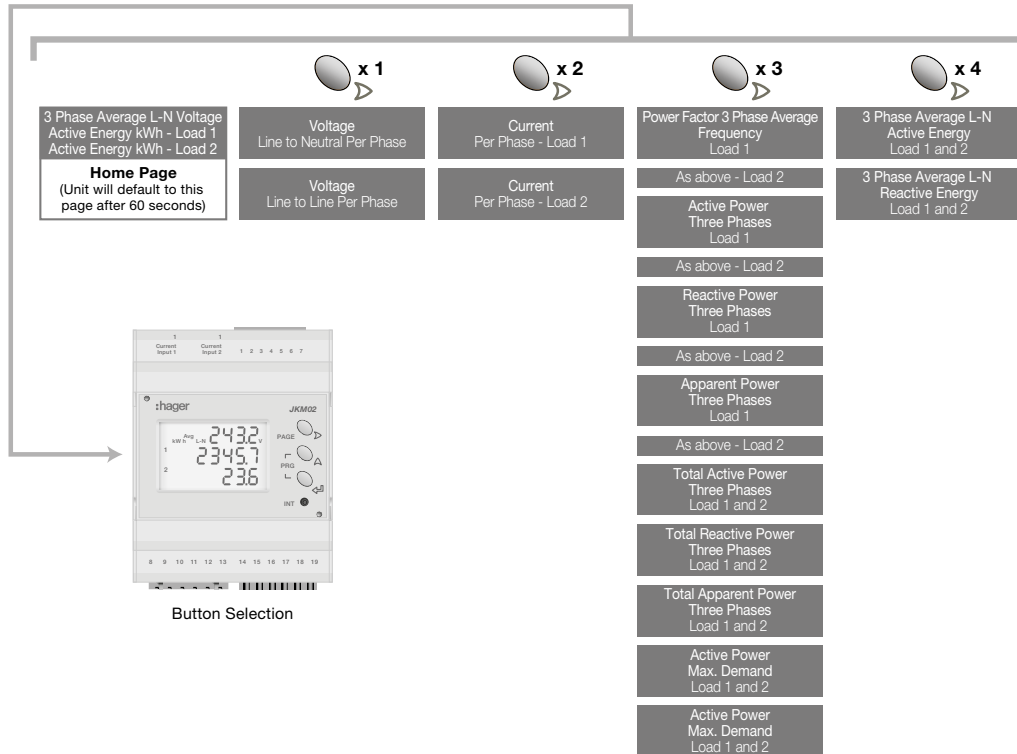 x 1
x 2
x 3
x 4
3 Phase Average L-N Voltage
Active Energy kWh - Load 1
Active Energy kWh - Load 2
Home Page
(Unit will default to this
page after 60 seconds)
Voltage
Line to Neutral Per Phase
Voltage
Line to Line Per Phase
Current
Per Phase - Load 1
Current
Per Phase - Load 2
Power Factor 3 Phase Average
Frequency
Load 1
As above - Load 2
Active Power
Three Phases
Load 1
As above - Load 2
Reactive Power
Three Phases
Load 1
As above - Load 2
Apparent Power
Three Phases
Load 1
As above - Load 2
Total Active Power
Three Phases
Load 1 and 2
Total Reactive Power
Three Phases
Load 1 and 2
Total Apparent Power
Three Phases
Load 1 and 2
Active Power
Max. Demand
Load 1 and 2
Active Power
Max. Demand
Load 1 and 2
3 Phase Average L-N
Active Energy
Load 1 and 2
3 Phase Average L-N
Reactive Energy
Load 1 and 2
1 1
Current Current
Input 1 Input 2 1 2 3 4 5 6 7
:hager
JKM02
kW h Avg L-N 243.2 V
1 2345.7
2 23.6
PAGE
PRG
INT
8 9 10 11 12 13 14 15 16 17 18 19
Button Selection